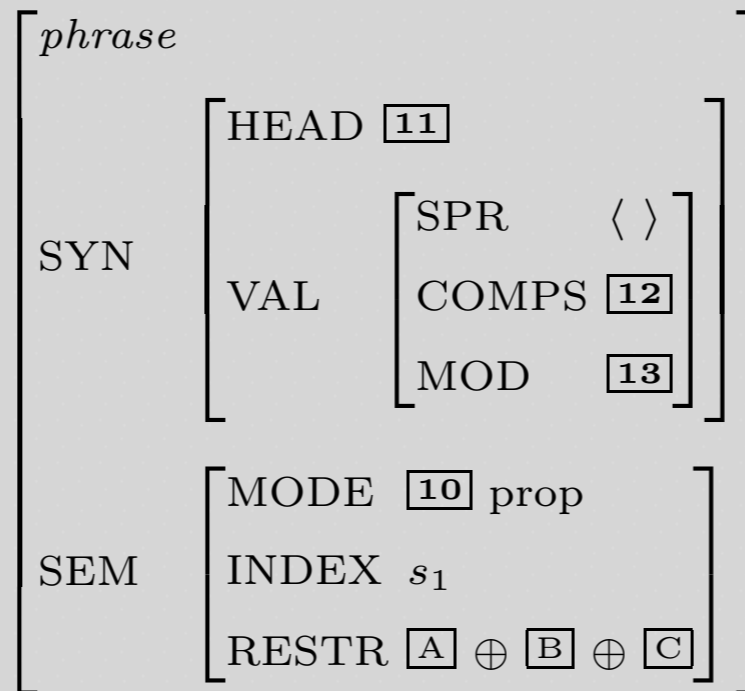 phrase
HEAD 11
SPR ⟨ ⟩
SYN
VAL COMPS 12
MOD 13
MODE 10 prop
SEM INDEX s₁
RESTR A ⊕ B ⊕ C